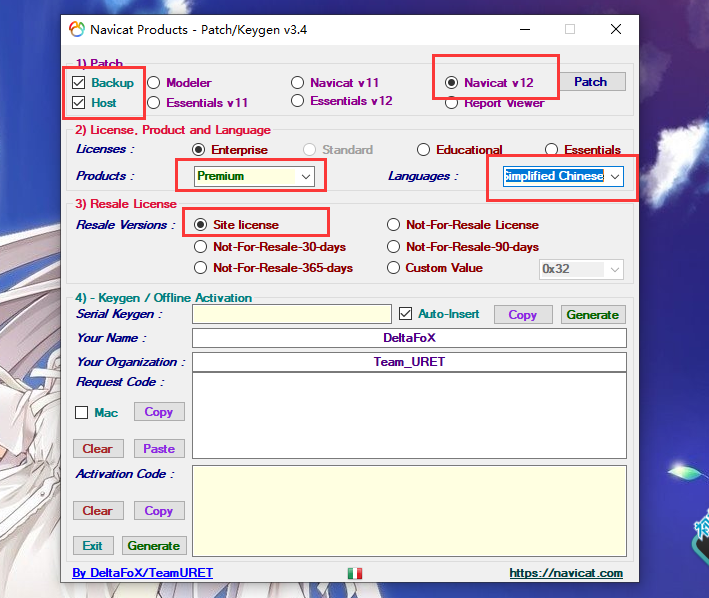 Navicat Products - Patch/Keygen v3.4
1) Patch
Backup Modeler Navicat v11 Navicat v12 Patch
Host Essentials v11 Essentials v12 Report Viewer
2) License, Product and Language
Licenses : Enterprise Standard Educational Essentials
Products : Premium Languages : Simplified Chinese
3) Resale License
Resale Versions : Site license Not-For-Resale License
Not-For-Resale-30-days Not-For-Resale-90-days
Not-For-Resale-365-days Custom Value 0x32
4) - Keygen / Offline Activation
Serial Keygen : Auto-Insert Copy Generate
Your Name : DeltaFoX
Your Organization : Team_URET
Request Code :
Mac Copy
Clear Paste
Activation Code :
Clear Copy
Exit Generate
By DeltaFoX/TeamURET https://navicat.com